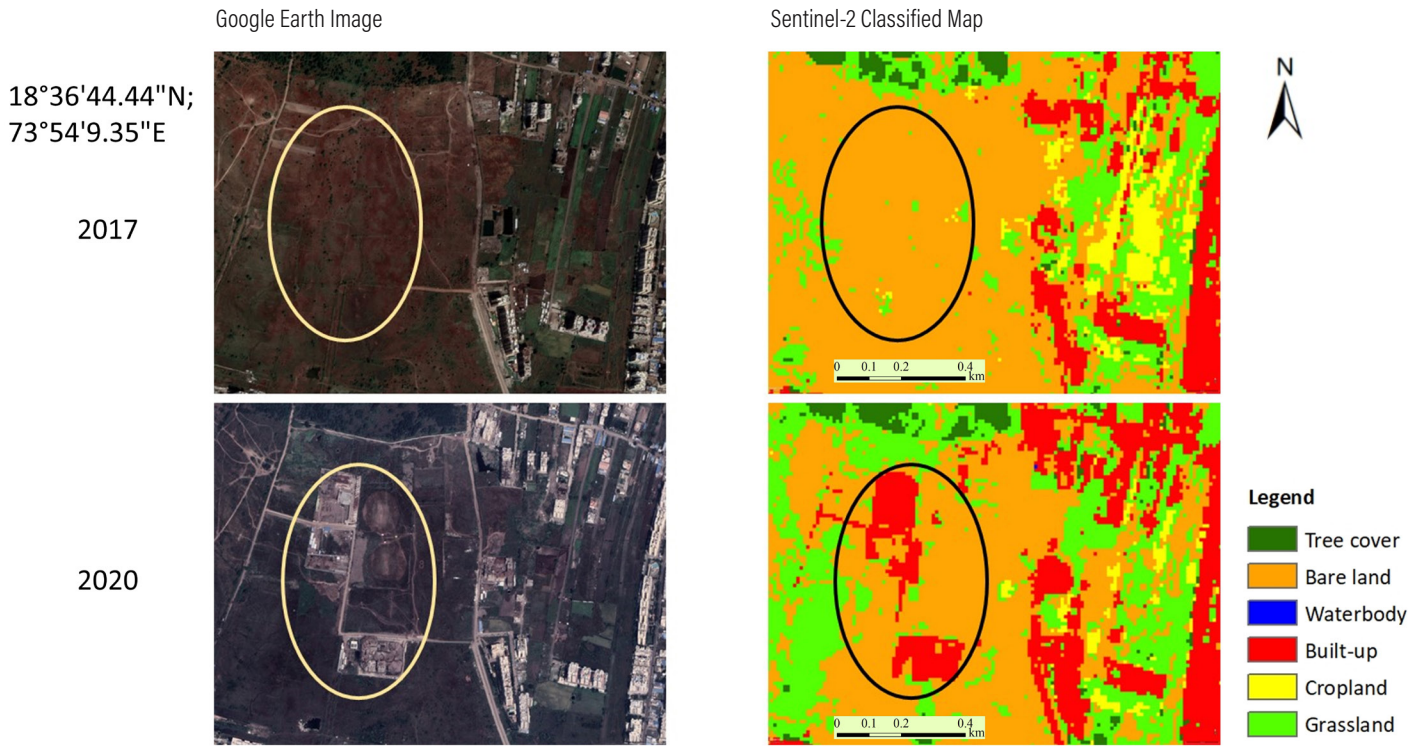 Google Earth Image
Sentinel-2 Classified Map
18°36'44.44"N;
73°54'9.35"E
N
2017
0 0.1 0.2 0.4
km
2020
Legend
Tree cover
Bare land
Waterbody
Built-up
Cropland
Grassland
0 0.1 0.2 0.4
km